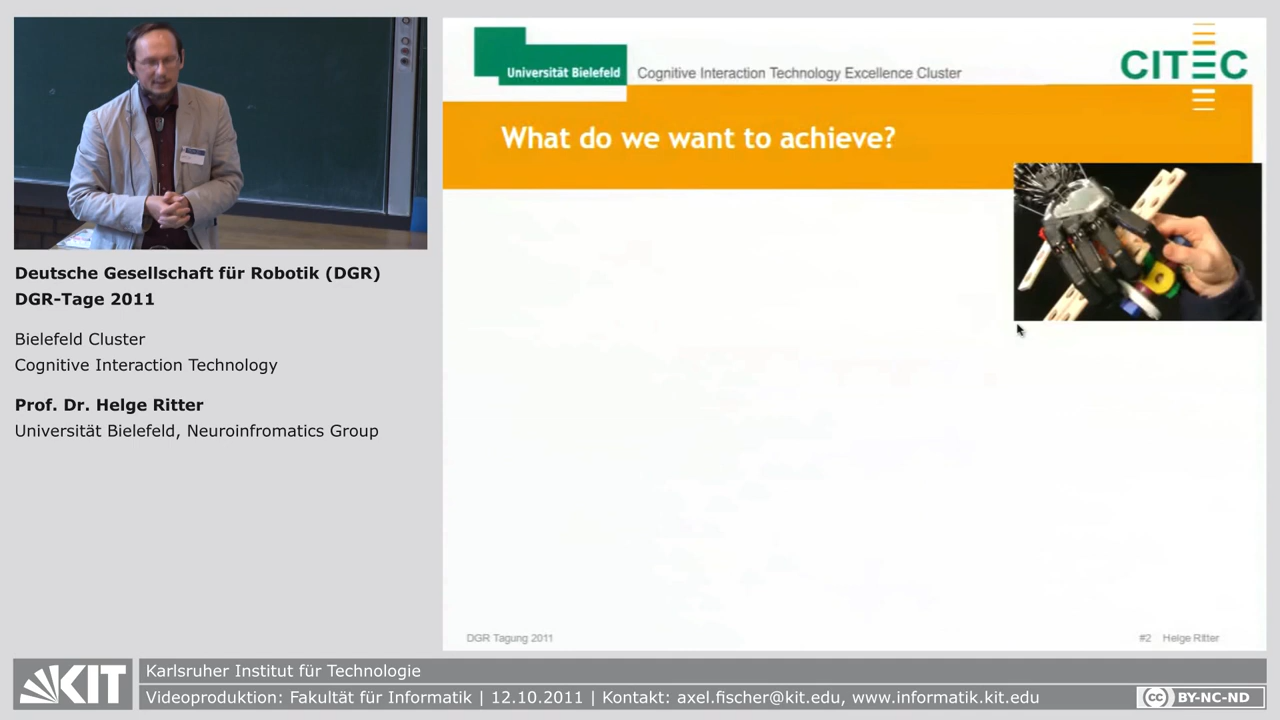 Universität Bielefeld
Cognitive Interaction Technology Excellence Cluster
CITEC
What do we want to achieve?
Deutsche Gesellschaft für Robotik (DGR)
DGR-Tage 2011
Bielefeld Cluster
Cognitive Interaction Technology
Prof. Dr. Helge Ritter
Universität Bielefeld, Neuroinfromatics Group
DGR Tagung 2011
#2 Helge Ritter
KIT
Karlsruher Institut für Technologie
Videoproduktion: Fakultät für Informatik | 12.10.2011 | Kontakt: axel.fischer@kit.edu, www.informatik.kit.edu
cc BY-NC-ND